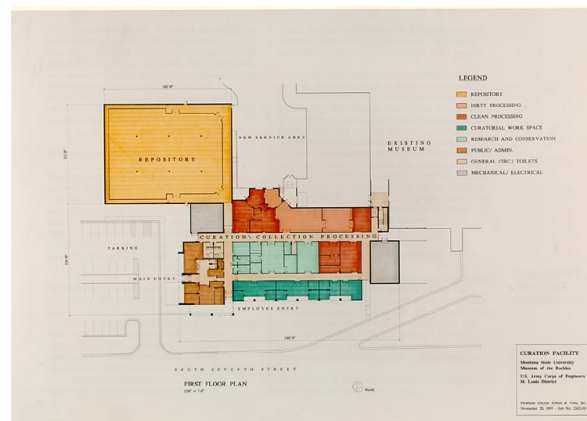 LEGEND
REPOSITORY
DIRTY PROCESSING
CLEAN PROCESSING
CURATORIAL WORK SPACE
RESEARCH AND CONSERVATION
PUBLIC/ ADMIN.
GENERAL CIRC./ TOILETS
MECHANICAL/ ELECTRICAL
NEW SERVICE AREA
EXISTING
MUSEUM
REPOSITORY
CURATION/ COLLECTION PROCESSING
PARKING
MAIN ENTRY
EMPLOYEE ENTRY
SOUTH SEVENTH STREET
FIRST FLOOR PLAN
North
CURATION FACILITY
Montana State
University
Museum of the Rockies
U.S. Army Corps of Engineers
St. Louis District